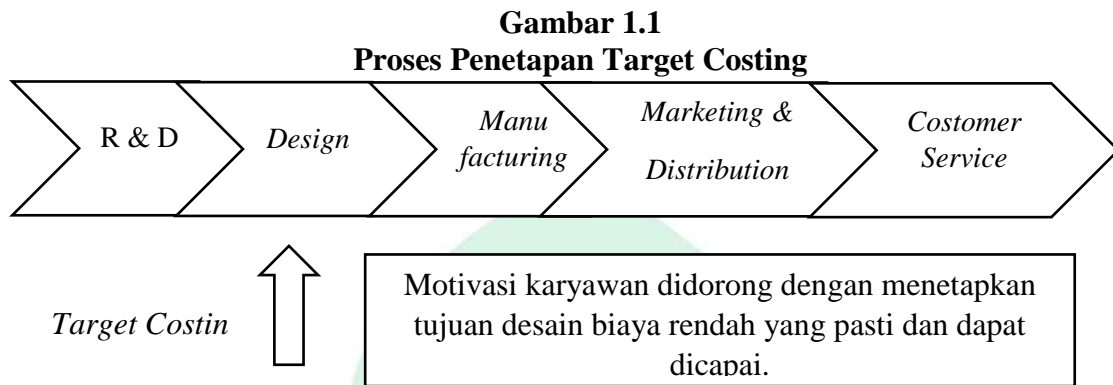 Gambar 1.1
Proses Penetapan Target Costing
R & D
Design
Manu
facturing
Marketing &
Distribution
Costomer
Service
Target Costin
Motivasi karyawan didorong dengan menetapkan
tujuan desain biaya rendah yang pasti dan dapat
dicapai.